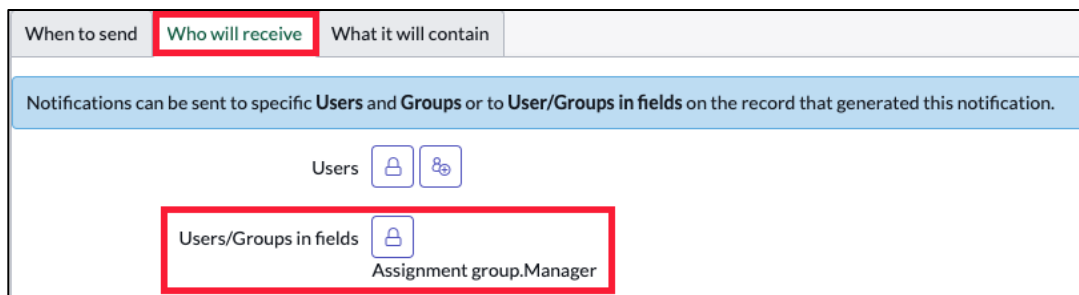 When to send Who will receive What it will contain
Notifications can be sent to specific Users and Groups or to User/Groups in fields on the record that generated this notification.
Users
Users/Groups in fields
Assignment group.Manager